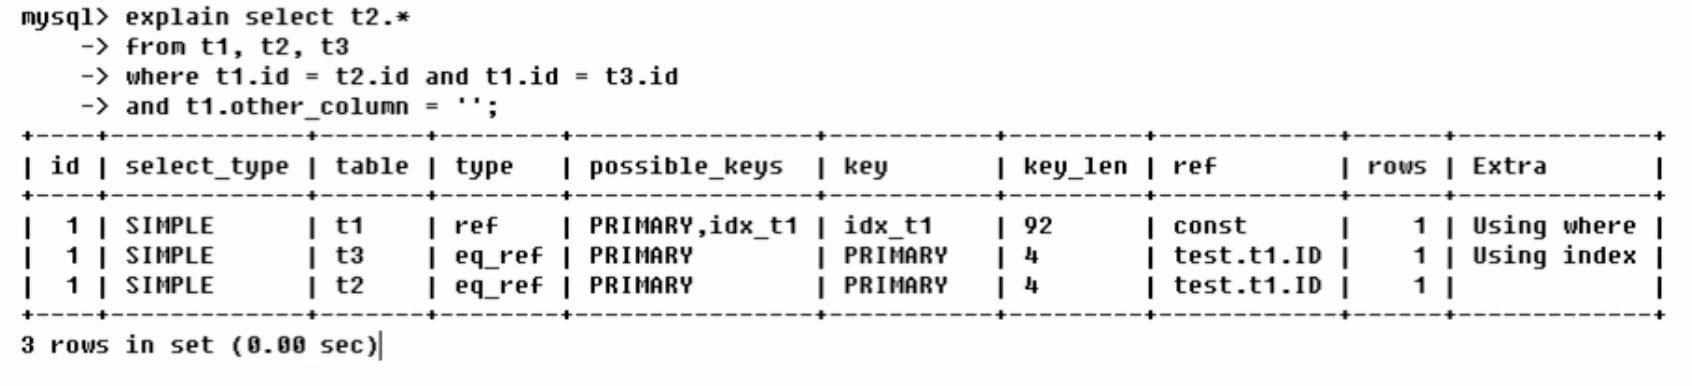 mysql> explain select t2.*
    -> from t1, t2, t3
    -> where t1.id = t2.id and t1.id = t3.id
    -> and t1.other_column = '';
+----+-------------+-------+--------+----------------+---------+---------+------------+------+-------------+
| id | select_type | table | type   | possible_keys  | key     | key_len | ref        | rows | Extra       |
+----+-------------+-------+--------+----------------+---------+---------+------------+------+-------------+
|  1 | SIMPLE      | t1    | ref    | PRIMARY,idx_t1 | idx_t1  | 92      | const      |    1 | Using where |
|  1 | SIMPLE      | t3    | eq_ref | PRIMARY        | PRIMARY | 4       | test.t1.ID |    1 | Using index |
|  1 | SIMPLE      | t2    | eq_ref | PRIMARY        | PRIMARY | 4       | test.t1.ID |    1 |             |
+----+-------------+-------+--------+----------------+---------+---------+------------+------+-------------+
3 rows in set (0.00 sec)